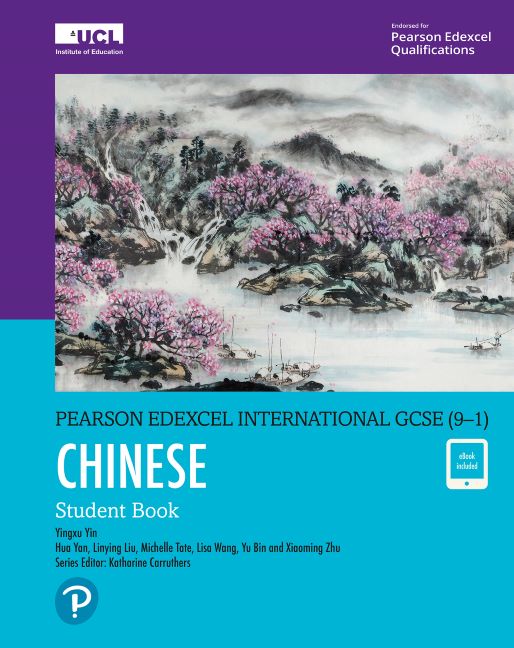 UCL
Institute of Education
Endorsed for
Pearson Edexcel
Qualifications
PEARSON EDEXCEL INTERNATIONAL GCSE (9–1)
CHINESE
eBook
included
Student Book
Yingxu Yin
Hua Yan, Linying Liu, Michelle Tate, Lisa Wang, Yu Bin and Xiaoming Zhu
Series Editor: Katharine Carruthers
P